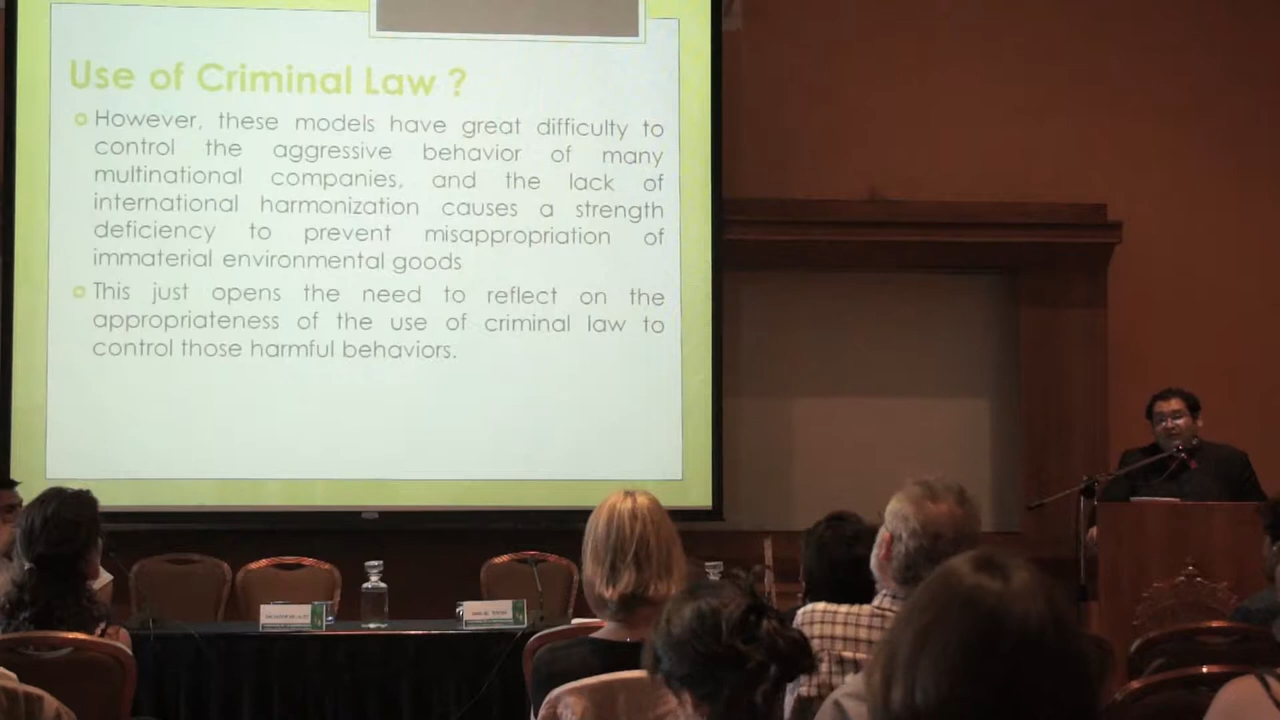 Use of Criminal Law ?
However, these models have great difficulty to
control the aggressive behavior of many
multinational companies, and the lack of
international harmonization causes a strength
deficiency to prevent misappropriation of
immaterial environmental goods
This just opens the need to reflect on the
appropriateness of the use of criminal law to
control those harmful behaviors.